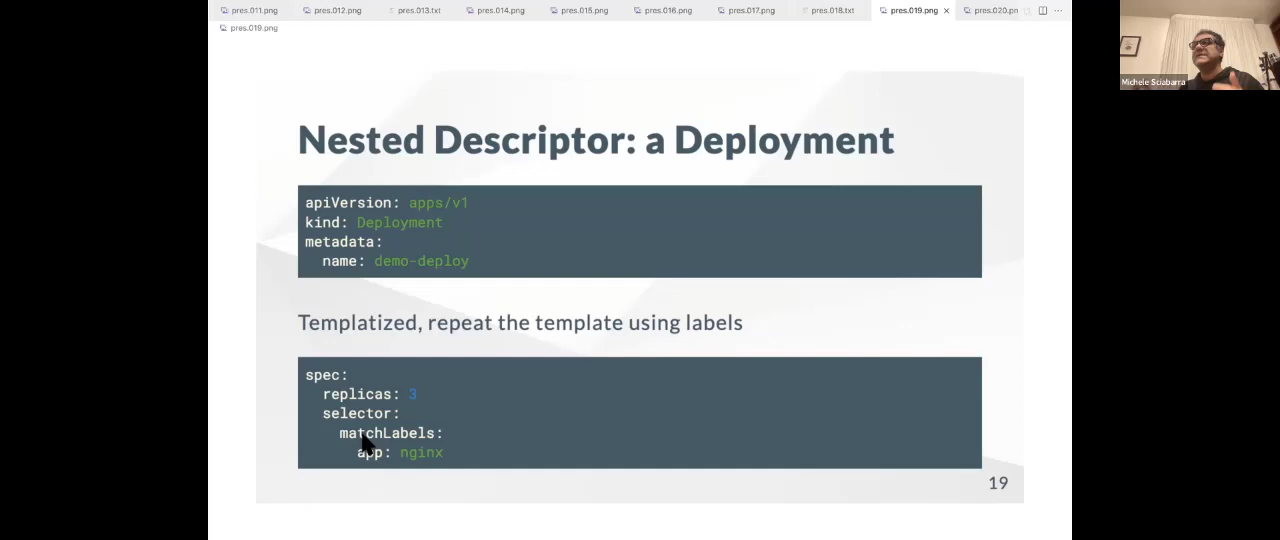 pres.011.png pres.012.png pres.013.txt pres.014.png pres.015.png pres.016.png pres.017.png pres.018.txt pres.019.png pres.020.pn
pres.019.png
Michele Sciabarra
Nested Descriptor: a Deployment
apiVersion: apps/v1
kind: Deployment
metadata:
  name: demo-deploy
Templatized, repeat the template using labels
spec:
  replicas: 3
  selector:
    matchLabels:
      app: nginx
19